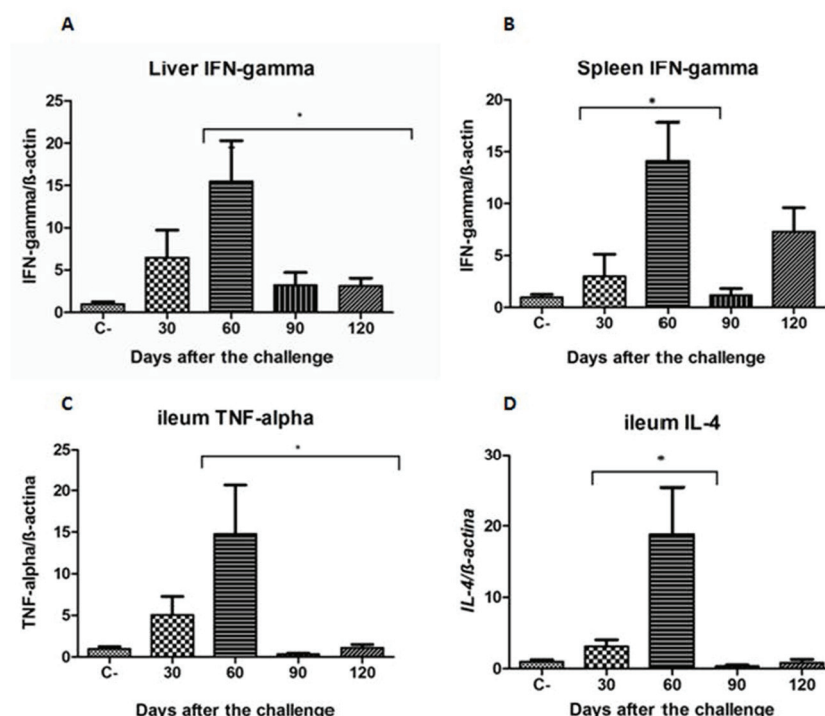 A
Liver IFN-gamma
IFN-gamma/ß-actin
25
20
15
10
5
0
*
C- 30 60 90 120
Days after the challenge
B
Spleen IFN-gamma
IFN-gamma/ß-actin
20
15
10
5
0
*
C- 30 60 90 120
Days after the challenge
C
ileum TNF-alpha
TNF-alpha/ß-actina
25
20
15
10
5
0
*
C- 30 60 90 120
Days after the challenge
D
ileum IL-4
IL-4/ß-actina
30
20
10
0
*
C- 30 60 90 120
Days after the challenge